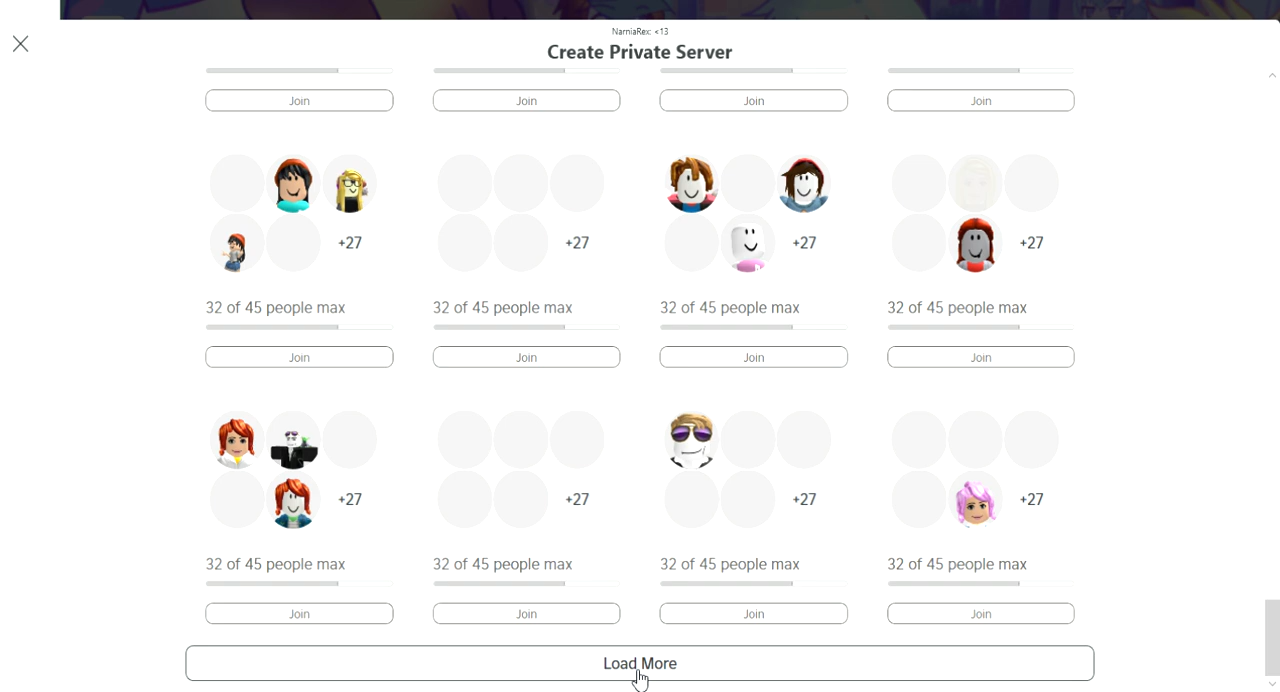 NarniaRex: <13
Create Private Server
Join Join Join Join
+27 +27 +27 +27
32 of 45 people max 32 of 45 people max 32 of 45 people max 32 of 45 people max
Join Join Join Join
+27 +27 +27 +27
32 of 45 people max 32 of 45 people max 32 of 45 people max 32 of 45 people max
Join Join Join Join
Load More